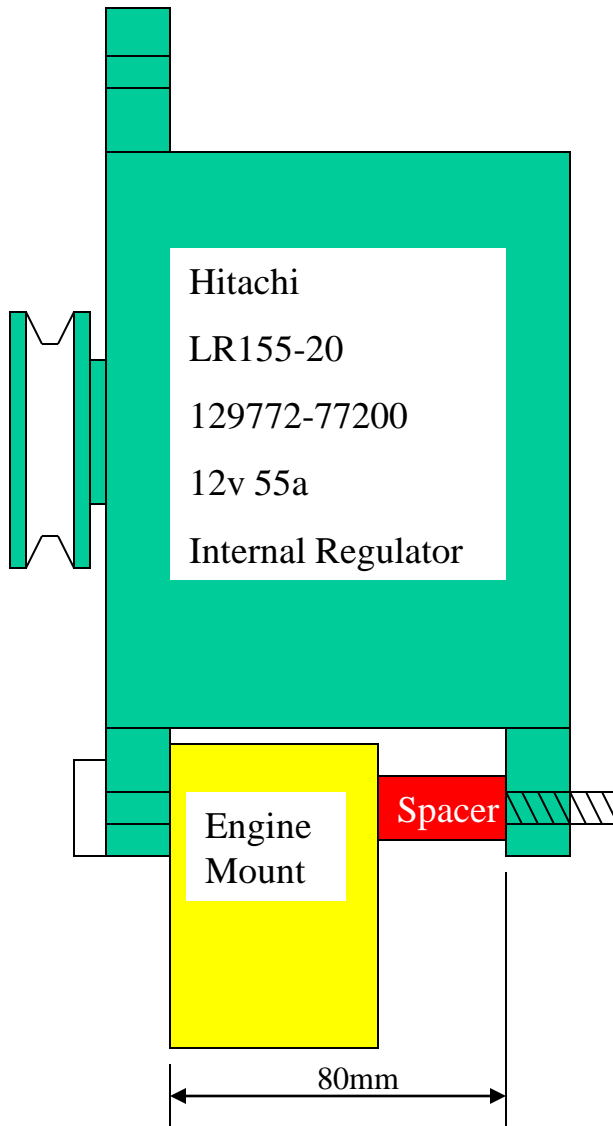 Hitachi
LR155-20
129772-77200
12v 55a
Internal Regulator
Spacer
Engine
Mount
80mm